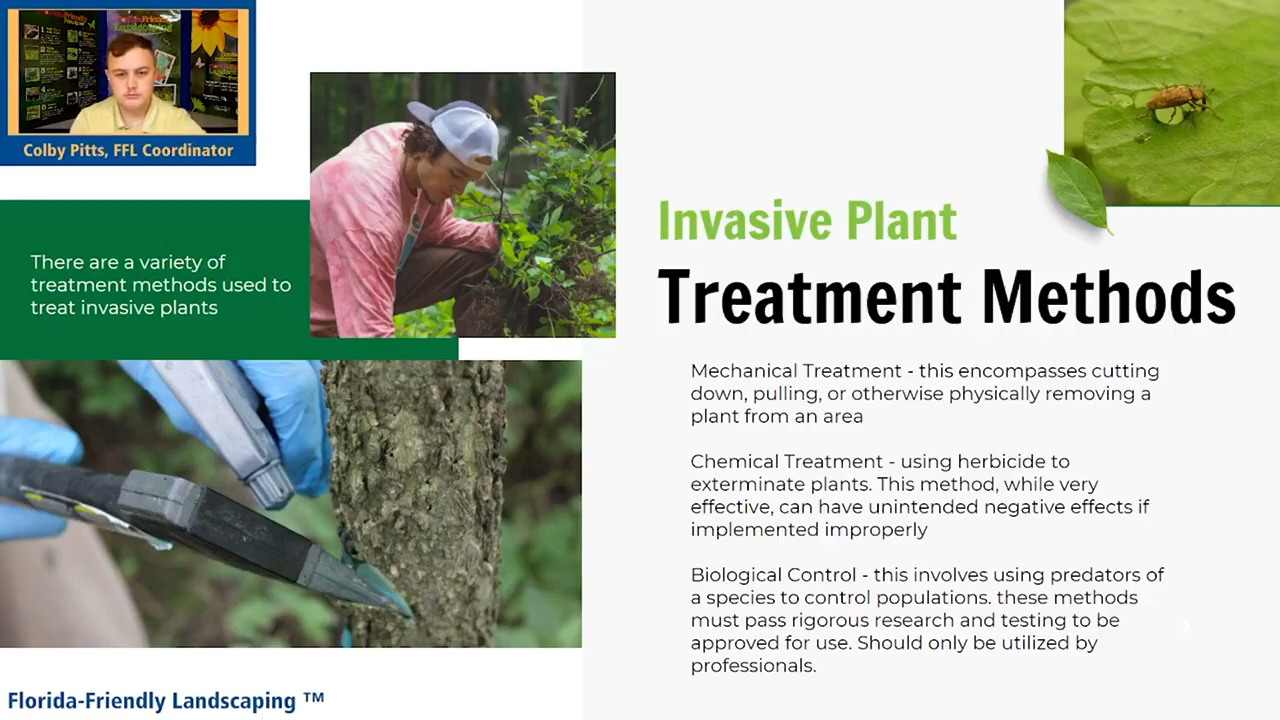 Colby Pitts, FFL Coordinator
There are a variety of
treatment methods used to
treat invasive plants
Invasive Plant
Treatment Methods
Mechanical Treatment - this encompasses cutting
down, pulling, or otherwise physically removing a
plant from an area
Chemical Treatment - using herbicide to
exterminate plants. This method, while very
effective, can have unintended negative effects if
implemented improperly
Biological Control - this involves using predators of
a species to control populations. these methods
must pass rigorous research and testing to be
approved for use. Should only be utilized by
professionals.
Florida-Friendly Landscaping ™